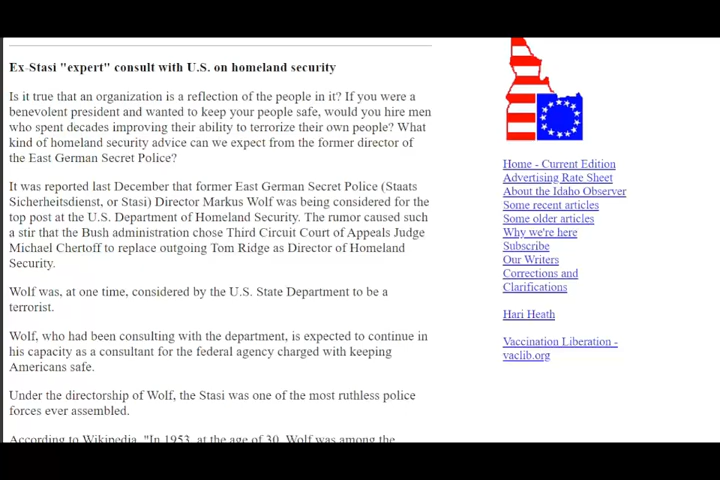 Ex-Stasi "expert" consult with U.S. on homeland security
Is it true that an organization is a reflection of the people in it? If you were a
benevolent president and wanted to keep your people safe, would you hire men
who spent decades improving their ability to terrorize their own people? What
kind of homeland security advice can we expect from the former director of
the East German Secret Police?
It was reported last December that former East German Secret Police (Staats
Sicherheitsdienst, or Stasi) Director Markus Wolf was being considered for the
top post at the U.S. Department of Homeland Security. The rumor caused such
a stir that the Bush administration chose Third Circuit Court of Appeals Judge
Michael Chertoff to replace outgoing Tom Ridge as Director of Homeland
Security.
Wolf was, at one time, considered by the U.S. State Department to be a
terrorist.
Wolf, who had been consulting with the department, is expected to continue in
his capacity as a consultant for the federal agency charged with keeping
Americans safe.
Under the directorship of Wolf, the Stasi was one of the most ruthless police
forces ever assembled.
According to Wikipedia, "In 1953, at the age of 30, Wolf was among the
Home - Current Edition
Advertising Rate Sheet
About the Idaho Observer
Some recent articles
Some older articles
Why we're here
Subscribe
Our Writers
Corrections and
Clarifications
Hari Heath
Vaccination Liberation -
vaclib.org